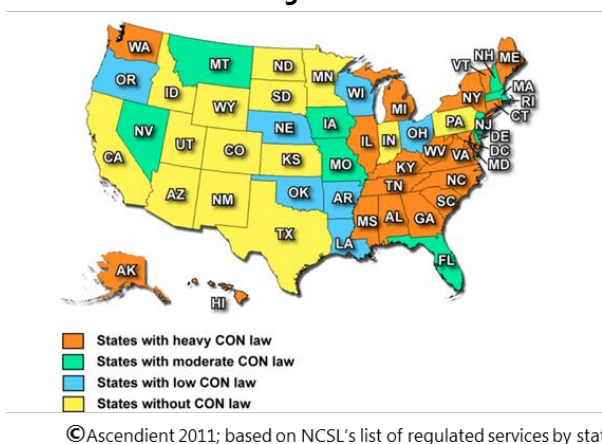 WA
MT
ND
MN
VT
NH
ME
OR
ID
SD
WI
MI
NY
MA
RI
CT
WY
NV
NE
IA
PA
NJ
CA
UT
CO
KS
MO
IL
IN
OH
WV
VA
DE
DC
MD
KY
AZ
NM
OK
AR
TN
NC
SC
TX
LA
MS
AL
GA
FL
AK
HI
States with heavy CON law
States with moderate CON law
States with low CON law
States without CON law
©Ascendient 2011; based on NCSL's list of regulated services by stat